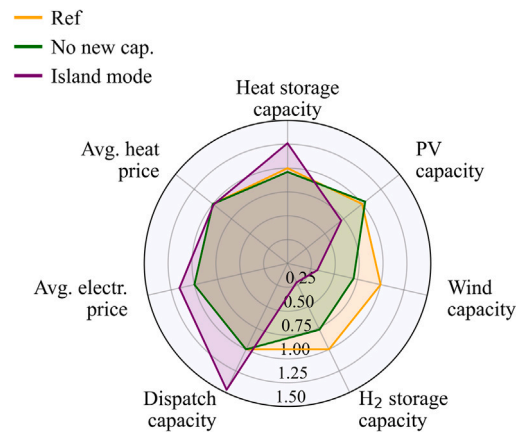 Ref
No new cap.
Island mode
Heat storage
capacity
Avg. heat
price
PV
capacity
0.25
Avg. electr.
price
Wind
capacity
0.50
0.75
1.00
1.25
1.50
Dispatch
capacity
H₂ storage
capacity